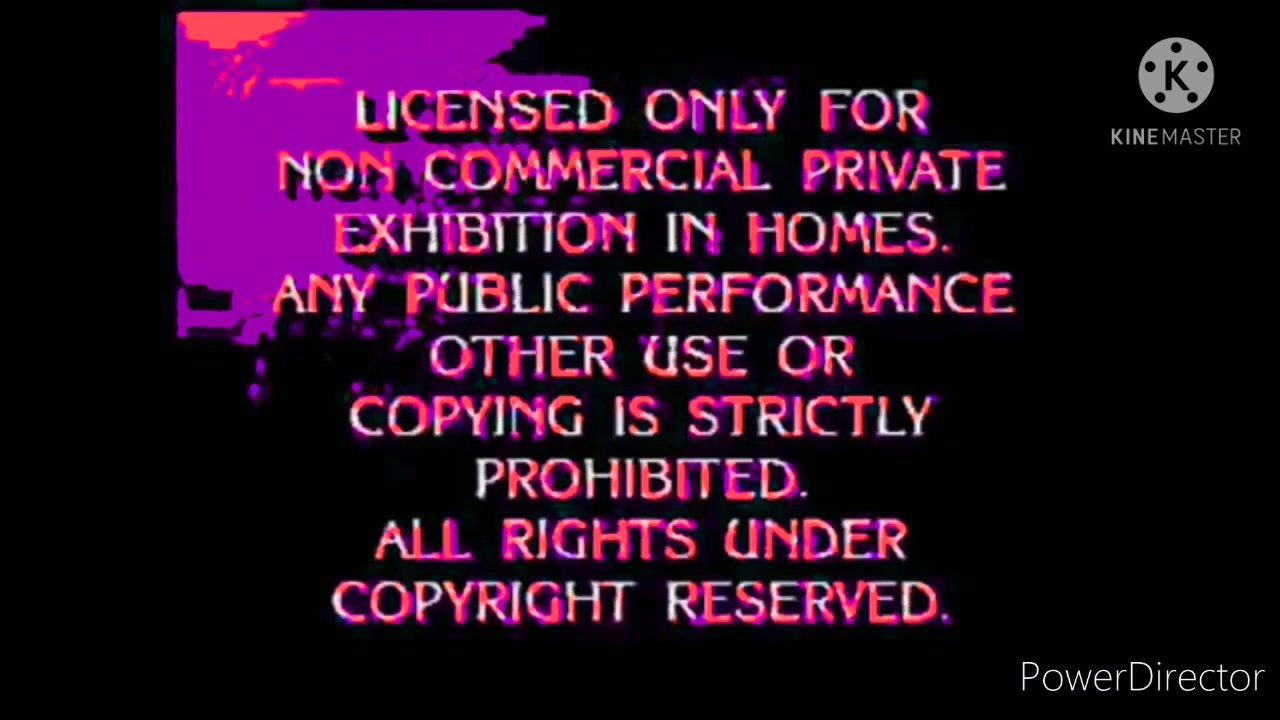 LICENSED ONLY FOR
NON COMMERCIAL PRIVATE
EXHIBITION IN HOMES.
ANY PUBLIC PERFORMANCE
OTHER USE OR
COPYING IS STRICTLY
PROHIBITED.
ALL RIGHTS UNDER
COPYRIGHT RESERVED.
K
KINEMASTER
PowerDirector